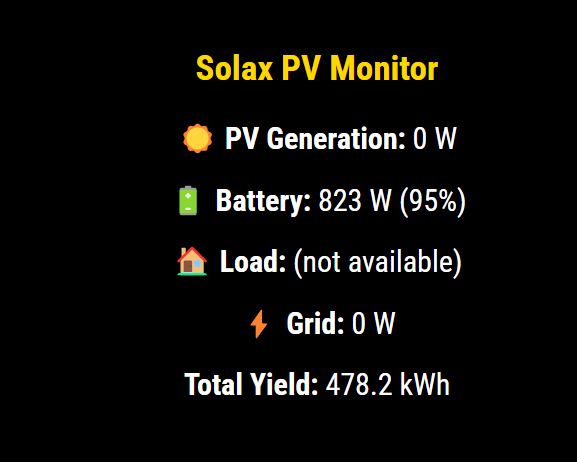 Solax PV Monitor
PV Generation: 0 W
Battery: 823 W (95%)
Load: (not available)
Grid: 0 W
Total Yield: 478.2 kWh